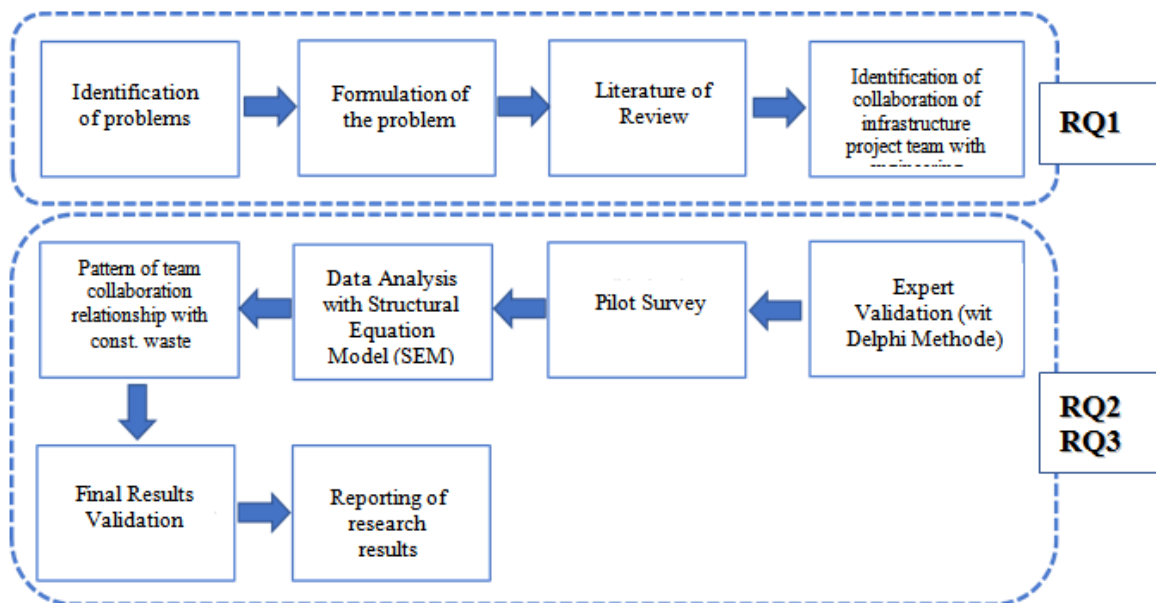 Identification
of problems
Formulation of
the problem
Literature of
Review
Identification of
collaboration of
infrastructure
project team with
engineering
RQ1
Expert
Validation (wit
Delphi Methode)
Pilot Survey
Data Analysis
with Structural
Equation
Model (SEM)
Pattern of team
collaboration
relationship with
const. waste
RQ2
RQ3
Final Results
Validation
Reporting of
research
results